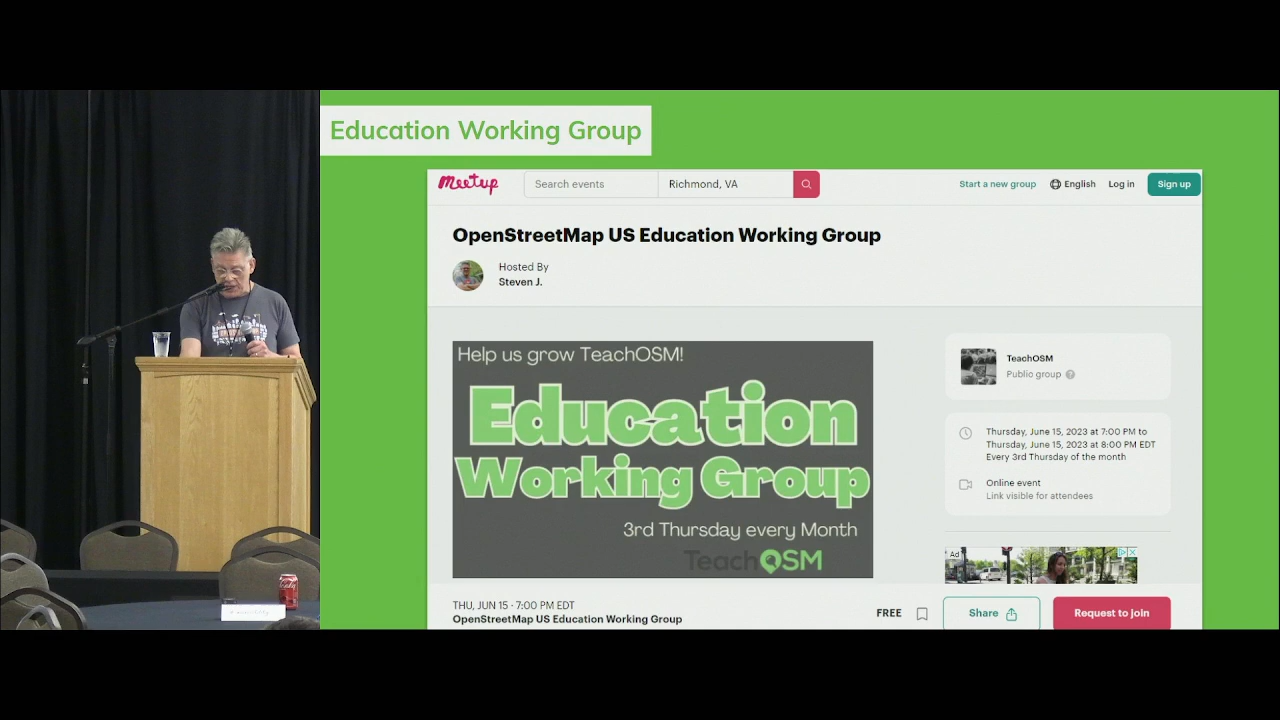 Education Working Group
meetup
Search events
Richmond, VA
Start a new group
English
Log in
Sign up
OpenStreetMap US Education Working Group
Hosted By
Steven J.
Help us grow TeachOSM!
Education
Working Group
3rd Thursday every Month
TeachOSM
TeachOSM
Public group
Thursday, June 15, 2023 at 7:00 PM to
Thursday, June 15, 2023 at 8:00 PM EDT
Every 3rd Thursday of the month
Online event
Link visible for attendees
Ad
THU, JUN 15 · 7:00 PM EDT
OpenStreetMap US Education Working Group
FREE
Share
Request to join